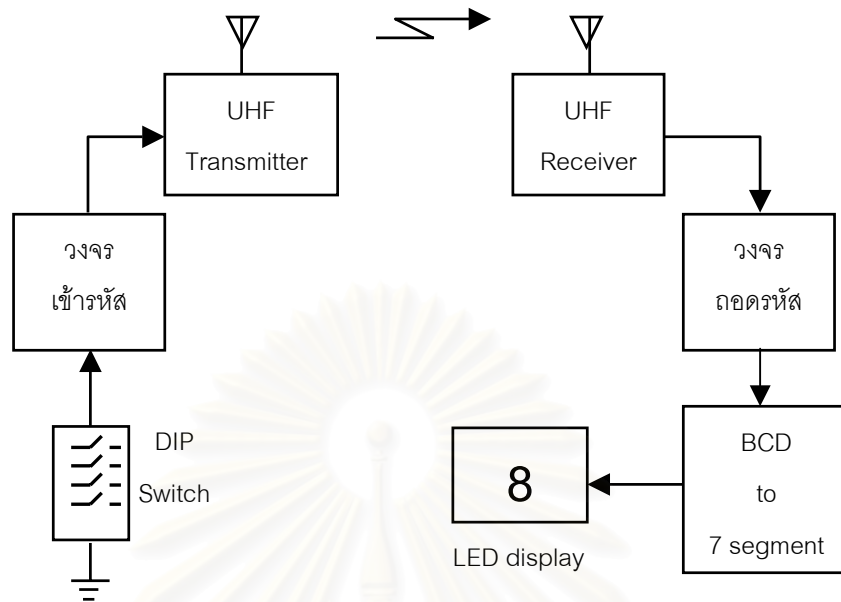 UHF
Transmitter
UHF
Receiver
วงจร
เข้ารหัส
วงจร
ถอดรหัส
DIP
Switch
8
LED display
BCD
to
7 segment